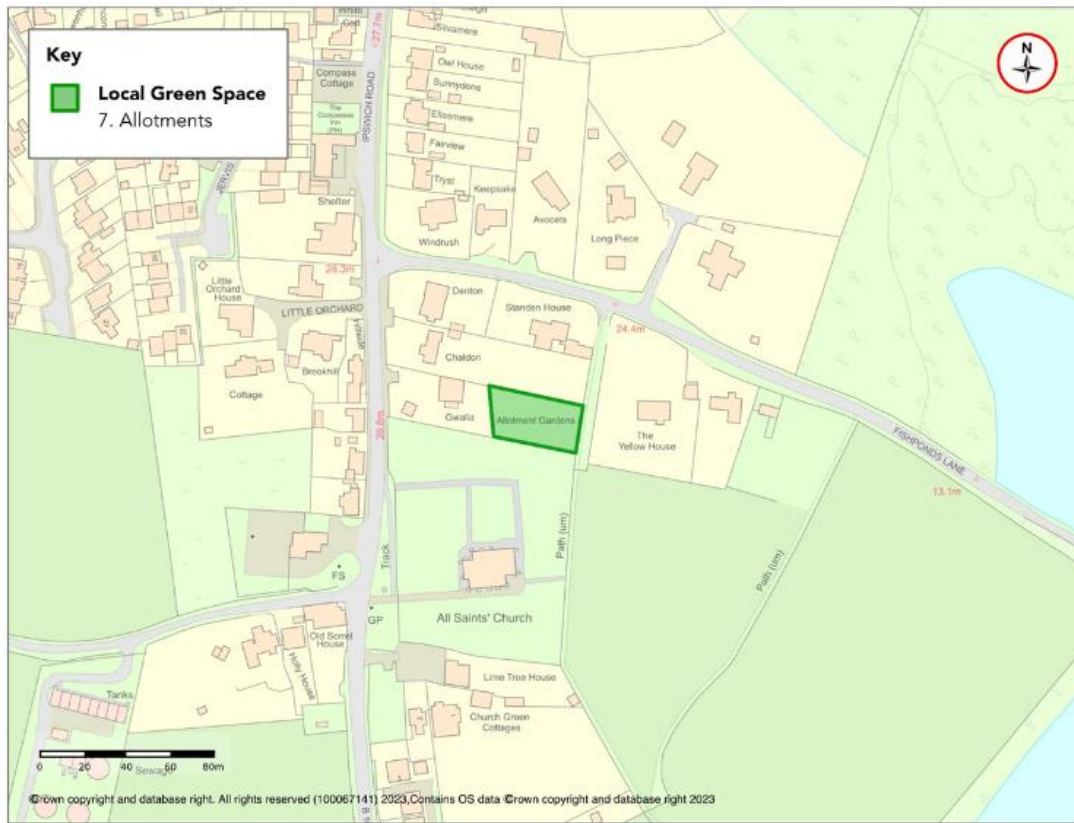 White
Cott
27.7m
Silvamere
Key
Local Green Space
7. Allotments
N
Owl House
Compass
Cottage
Sunnydene
IPSWICH ROAD
The
Compasses
Inn
(PH)
Ellesmere
Fairview
JERVIS
Tryst
Keepsake
Shelter
Avocets
Windrush
Long Piece
28.3m
Little
Orchard
House
Denton
LITTLE ORCHARD
Standen House
24.4m
Chaldon
Brookhill
Cottage
Gwalia
Allotment Gardens
The
Yellow House
28.8m
FISHPONDS LANE
13.1m
Path (um)
Track
Path (um)
FS
GP
All Saints' Church
Old Sorrel
House
Holly House
Lime Tree House
Tanks
Church Green
Cottages
0 20 40 60 80m
Sewage
©rown copyright and database right. All rights reserved (100067141) 2023,Contains OS data ©rown copyright and database right 2023